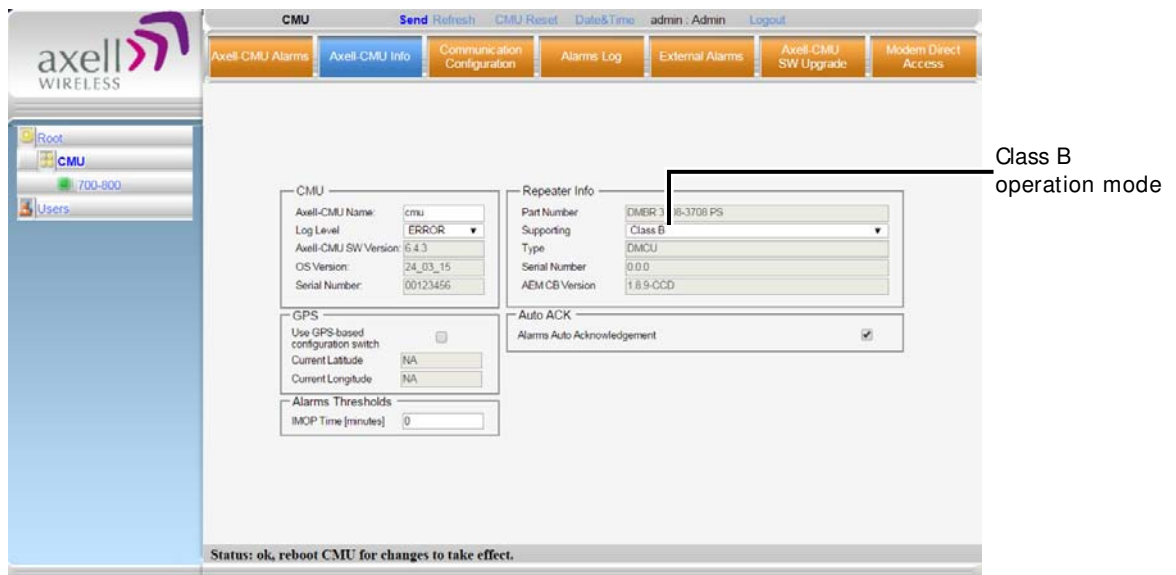 axell
WIRELESS
CMU Send Refresh CMU Reset Date&Time admin : Admin Logout
Axell-CMU Alarms Axell-CMU Info Communication Configuration Alarms Log External Alarms Axell-CMU SW Upgrade Modem Direct Access
Root
CMU
700-800
Users
Class B
operation mode
CMU
Axell-CMU Name: cmu
Log Level ERROR
Axell-CMU SW Version: 6.4.3
OS Version: 24_03_15
Serial Number: 00123456
Repeater Info
Part Number DMBR 3 08-3708 PS
Supporting Class B
Type DMCU
Serial Number 0.0.0
AEM CB Version 1.8.9-CCD
GPS
Use GPS-based
configuration switch
Current Latitude NA
Current Longitude NA
Auto ACK
Alarms Auto Acknowledgement
Alarms Thresholds
IMOP Time [minutes] 0
Status: ok, reboot CMU for changes to take effect.